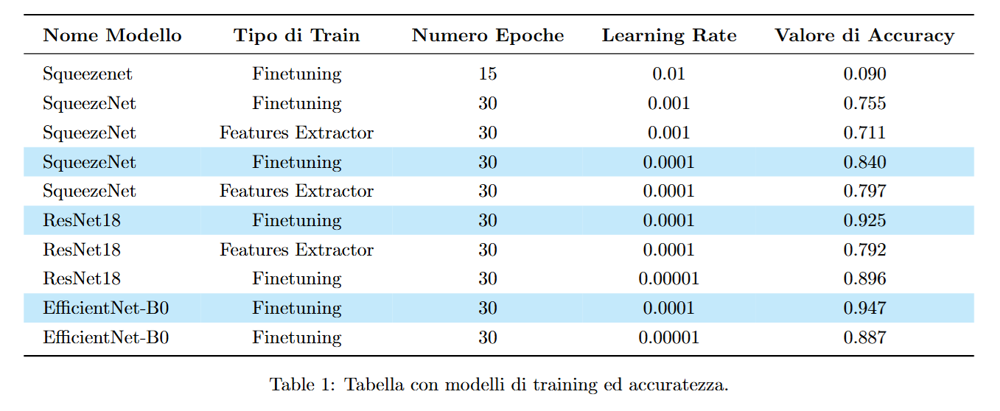 Nome Modello Tipo di Train Numero Epoche Learning Rate Valore di Accuracy
Squeezenet Finetuning 15 0.01 0.090
SqueezeNet Finetuning 30 0.001 0.755
SqueezeNet Features Extractor 30 0.001 0.711
SqueezeNet Finetuning 30 0.0001 0.840
SqueezeNet Features Extractor 30 0.0001 0.797
ResNet18 Finetuning 30 0.0001 0.925
ResNet18 Features Extractor 30 0.0001 0.792
ResNet18 Finetuning 30 0.00001 0.896
EfficientNet-B0 Finetuning 30 0.0001 0.947
EfficientNet-B0 Finetuning 30 0.00001 0.887
Table 1: Tabella con modelli di training ed accuratezza.